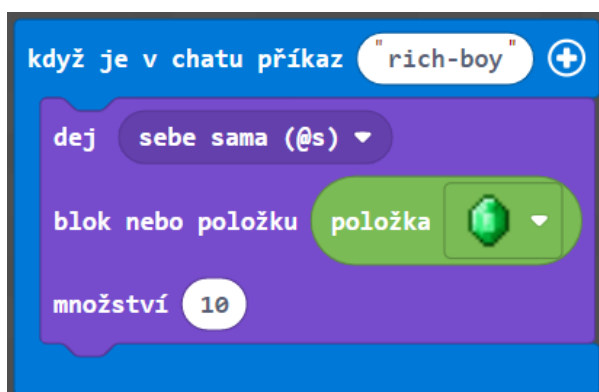 když je v chatu příkaz "rich-boy"
dej sebe sama (@s)
blok nebo položku položka
množství 10